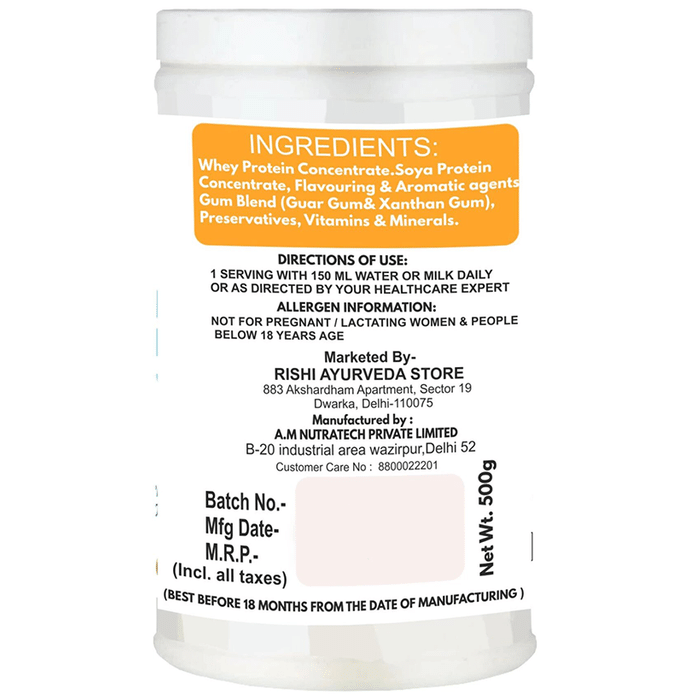 INGREDIENTS:
Whey Protein Concentrate.Soya Protein
Concentrate, Flavouring & Aromatic agents
Gum Blend (Guar Gum& Xanthan Gum),
Preservatives, Vitamins & Minerals.
DIRECTIONS OF USE:
1 SERVING WITH 150 ML WATER OR MILK DAILY
OR AS DIRECTED BY YOUR HEALTHCARE EXPERT
ALLERGEN INFORMATION:
NOT FOR PREGNANT / LACTATING WOMEN & PEOPLE
BELOW 18 YEARS AGE
Marketed By-
RISHI AYURVEDA STORE
883 Akshardham Apartment, Sector 19
Dwarka, Delhi-110075
Manufactured by :
A.M NUTRATECH PRIVATE LIMITED
B-20 industrial area wazirpur,Delhi 52
Customer Care No : 8800022201
Batch No.-
Mfg Date-
M.R.P.-
(Incl. all taxes)
Net Wt. 500g
(BEST BEFORE 18 MONTHS FROM THE DATE OF MANUFACTURING )